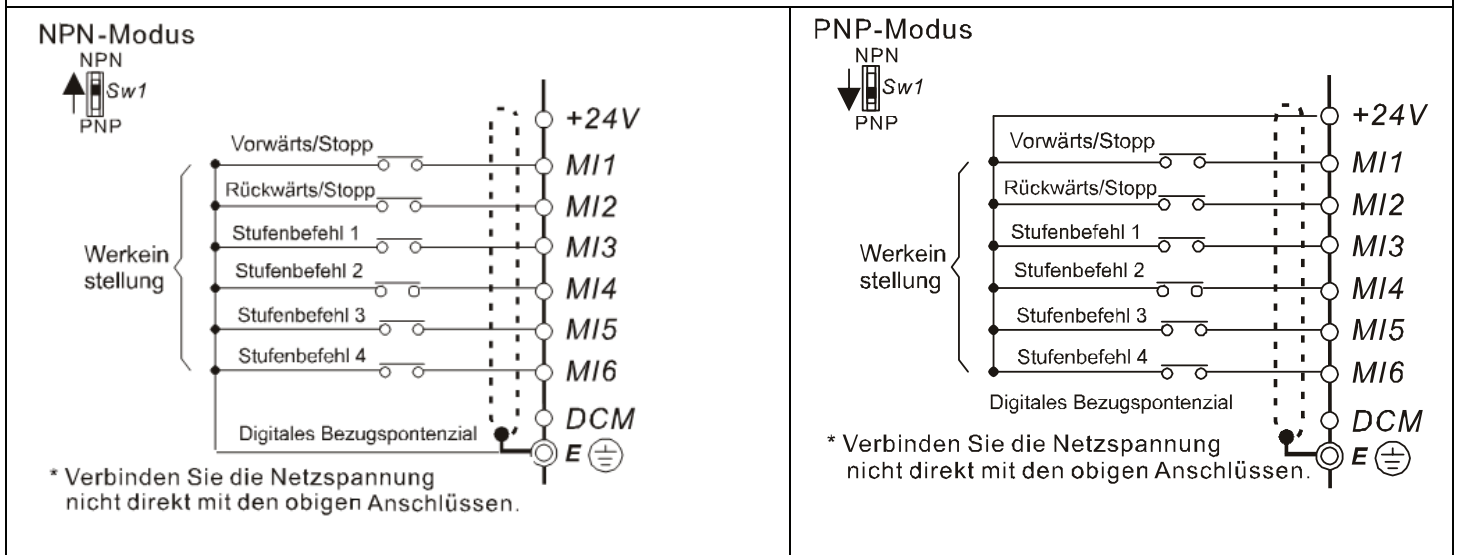 NPN-Modus
NPN
Sw1
PNP
+24V
Vorwärts/Stopp
MI1
Rückwärts/Stopp
MI2
Stufenbefehl 1
MI3
Werkein
stellung
Stufenbefehl 2
MI4
Stufenbefehl 3
MI5
Stufenbefehl 4
MI6
DCM
Digitales Bezugspontenzial
E
* Verbinden Sie die Netzspannung
nicht direkt mit den obigen Anschlüssen.
PNP-Modus
NPN
Sw1
PNP
+24V
Vorwärts/Stopp
MI1
Rückwärts/Stopp
MI2
Stufenbefehl 1
MI3
Werkein
stellung
Stufenbefehl 2
MI4
Stufenbefehl 3
MI5
Stufenbefehl 4
MI6
Digitales Bezugspontenzial
DCM
* Verbinden Sie die Netzspannung
nicht direkt mit den obigen Anschlüssen.
E